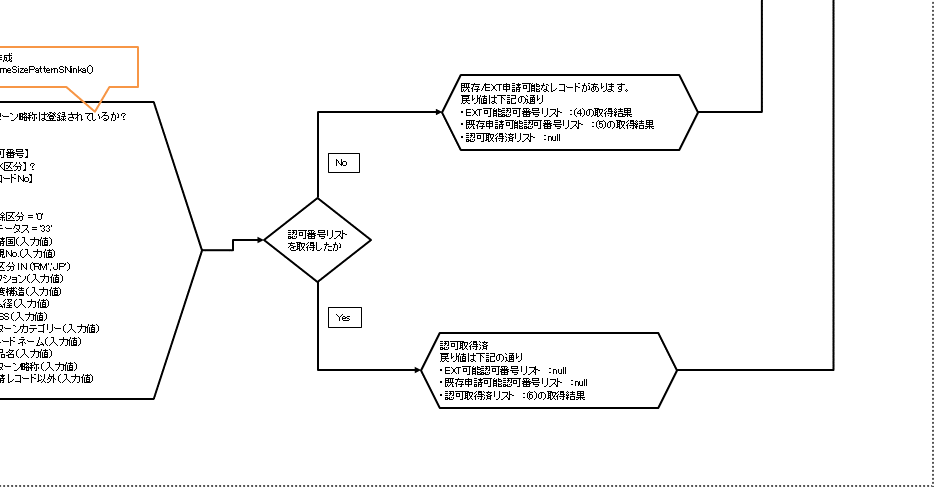 作成
meSizePatternSNinka()
ターン略称は登録されているか？
可番号】
区分】？
コードNo】
除区分 = '0'
テータス = '33'
請国(入力値)
規No.(入力値)
区分 IN ('RM','JP')
クション(入力値)
構造(入力値)
ム径(入力値)
SS(入力値)
ターンカテゴリー(入力値)
レードネーム(入力値)
品名(入力値)
ターン略称(入力値)
請レコード以外(入力値)
認可番号リスト
を取得したか
No
Yes
既存/EXT申請可能なレコードがあります。
戻り値は下記の通り
・EXT可能認可番号リスト　：(4)の取得結果
・既存申請可能認可番号リスト　：(5)の取得結果
・認可取得済リスト　：null
認可取得済
戻り値は下記の通り
・EXT可能認可番号リスト　：null
・既存申請可能認可番号リスト　：null
・認可取得済リスト　：(6)の取得結果